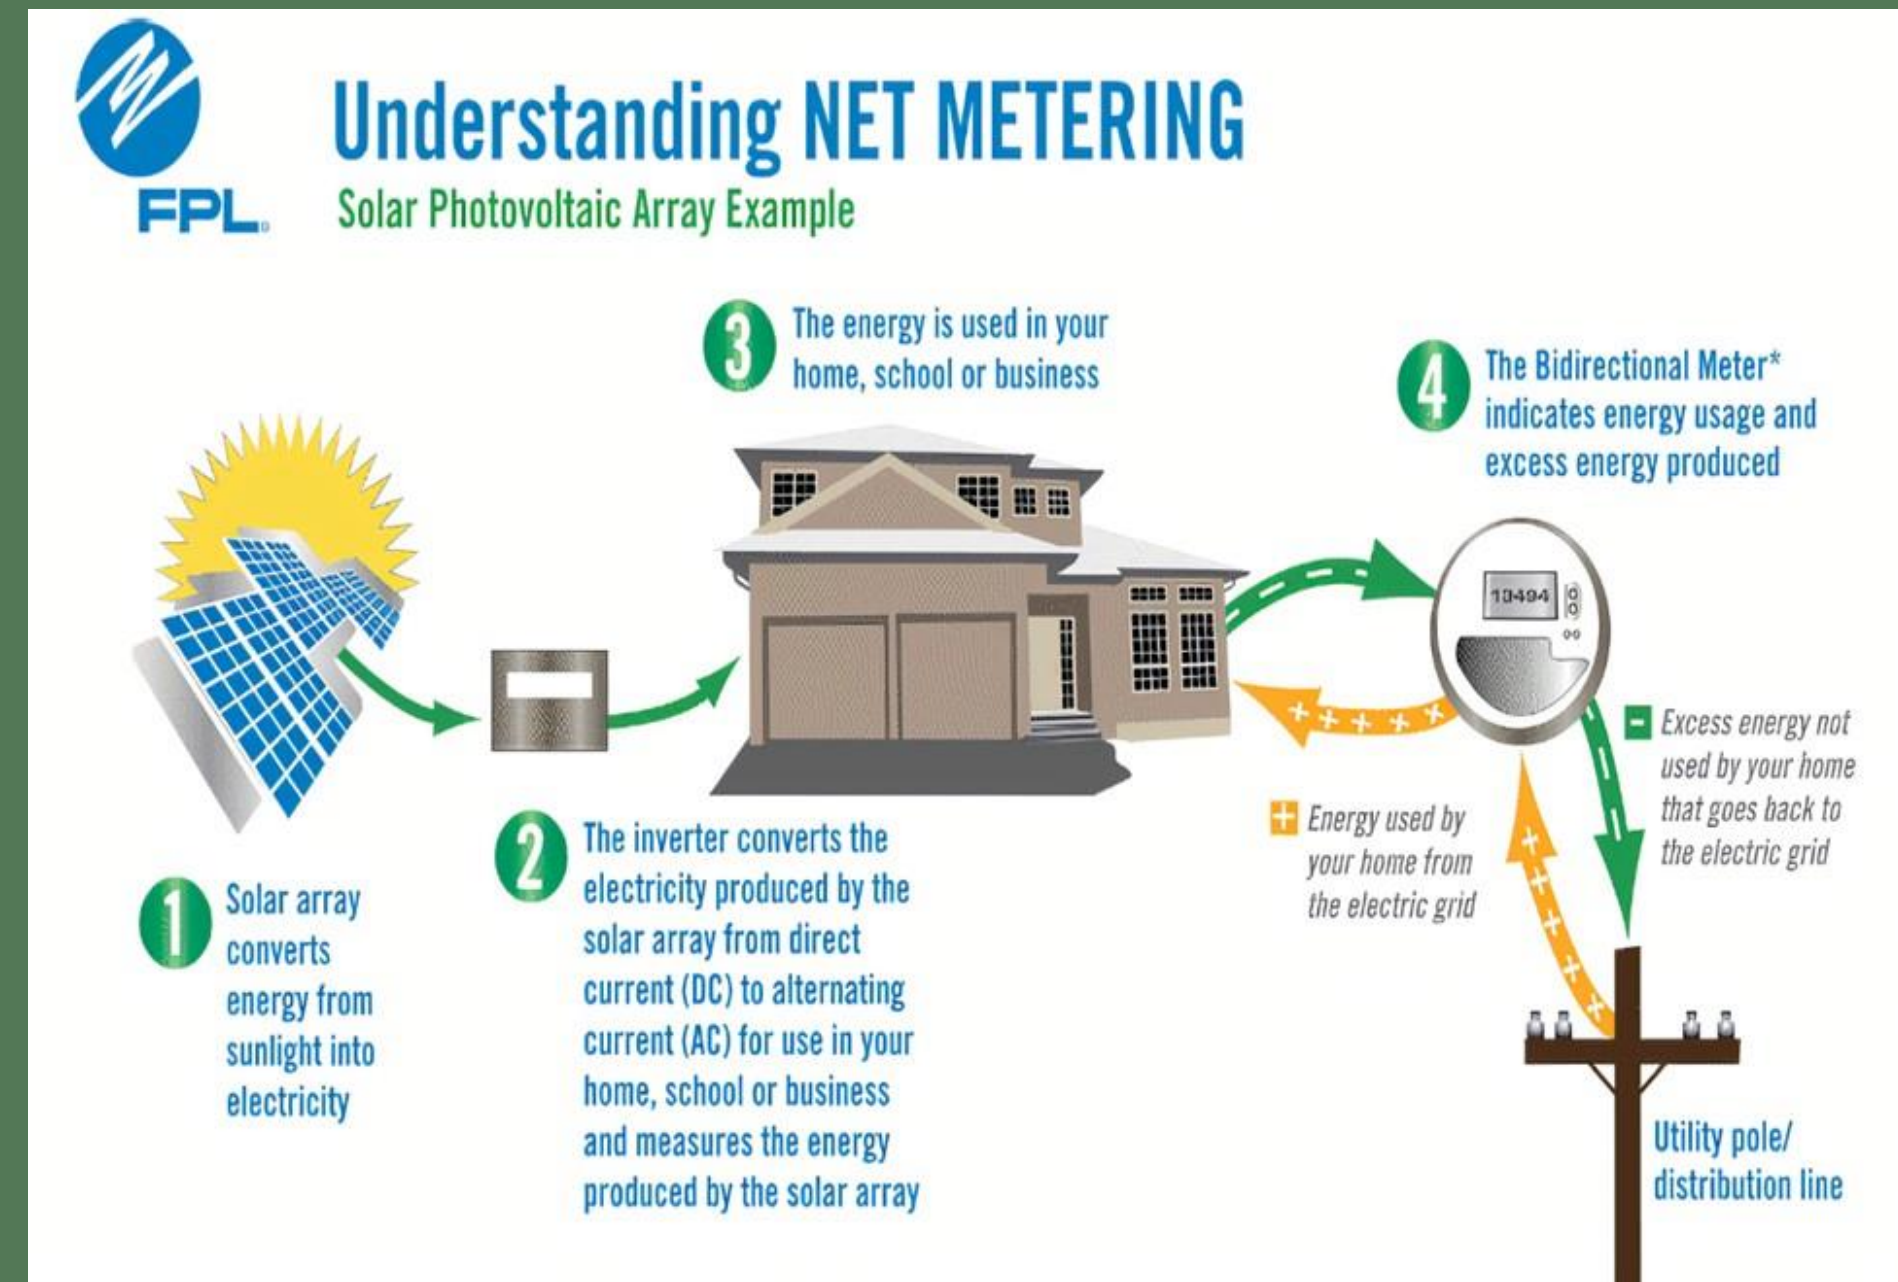 Understanding NET METERING
FPL
Solar Photovoltaic Array Example
3
The energy is used in your
home, school or business
4
The Bidirectional Meter*
indicates energy usage and
excess energy produced
10494
- Excess energy not
used by your home
that goes back to
the electric grid
+ Energy used by
your home from
the electric grid
2
The inverter converts the
electricity produced by the
solar array from direct
current (DC) to alternating
current (AC) for use in your
home, school or business
and measures the energy
produced by the solar array
1
Solar array
converts
energy from
sunlight into
electricity
Utility pole/
distribution line